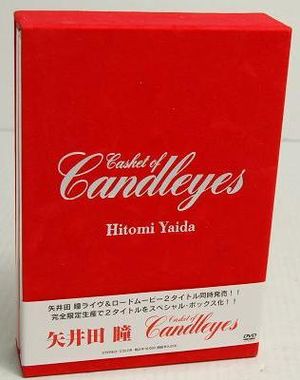 Casket of
Candleyes
Hitomi Yaida
矢井田 瞳ライヴ&ロードムービー2タイトル同時発売!!
完全限定生産で2タイトルをスペシャル・ボックス化!!
矢井田 瞳
Casket of
Candleyes
DVD